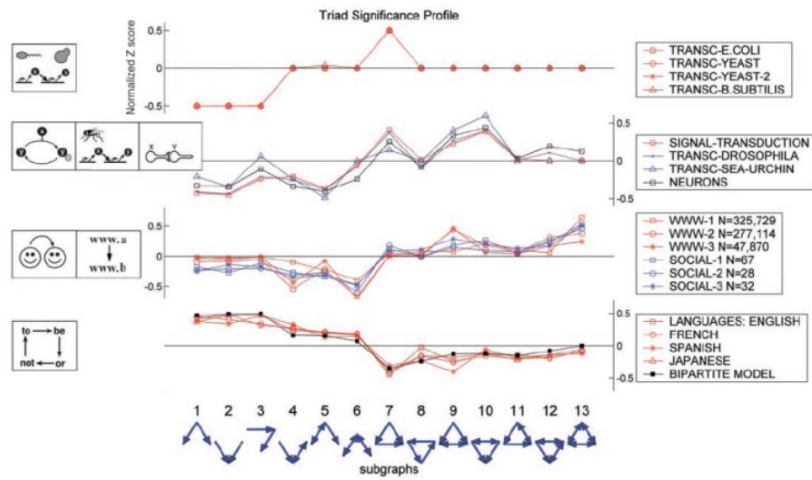 Triad Significance Profile
Normalized Z score
0.5
0
-0.5
TRANSC-E.COLI
TRANSC-YEAST
TRANSC-YEAST-2
TRANSC-B.SUBTILIS
X
Y
X Y
0.5
0
-0.5
SIGNAL-TRANSDUCTION
TRANSC-DROSOPHILA
TRANSC-SEA-URCHIN
NEURONS
www.a
www.b
0.5
0
-0.5
WWW-1 N=325,729
WWW-2 N=277,114
WWW-3 N=47,870
SOCIAL-1 N=67
SOCIAL-2 N=28
SOCIAL-3 N=32
to be
not or
0.5
0
-0.5
LANGUAGES: ENGLISH
FRENCH
SPANISH
JAPANESE
BIPARTITE MODEL
1 2 3 4 5 6 7 8 9 10 11 12 13
subgraphs